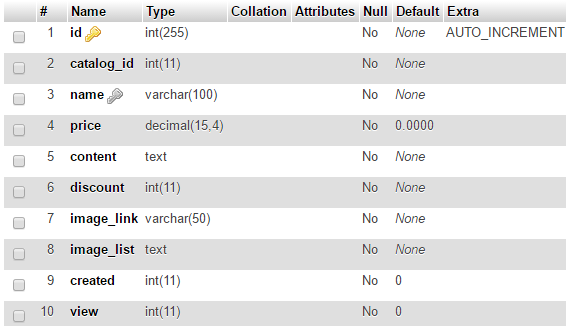 # Name Type Collation Attributes Null Default Extra
1 id int(255) No None AUTO_INCREMENT
2 catalog_id int(11) No None
3 name varchar(100) No None
4 price decimal(15,4) No 0.0000
5 content text No None
6 discount int(11) No None
7 image_link varchar(50) No None
8 image_list text No None
9 created int(11) No 0
10 view int(11) No 0